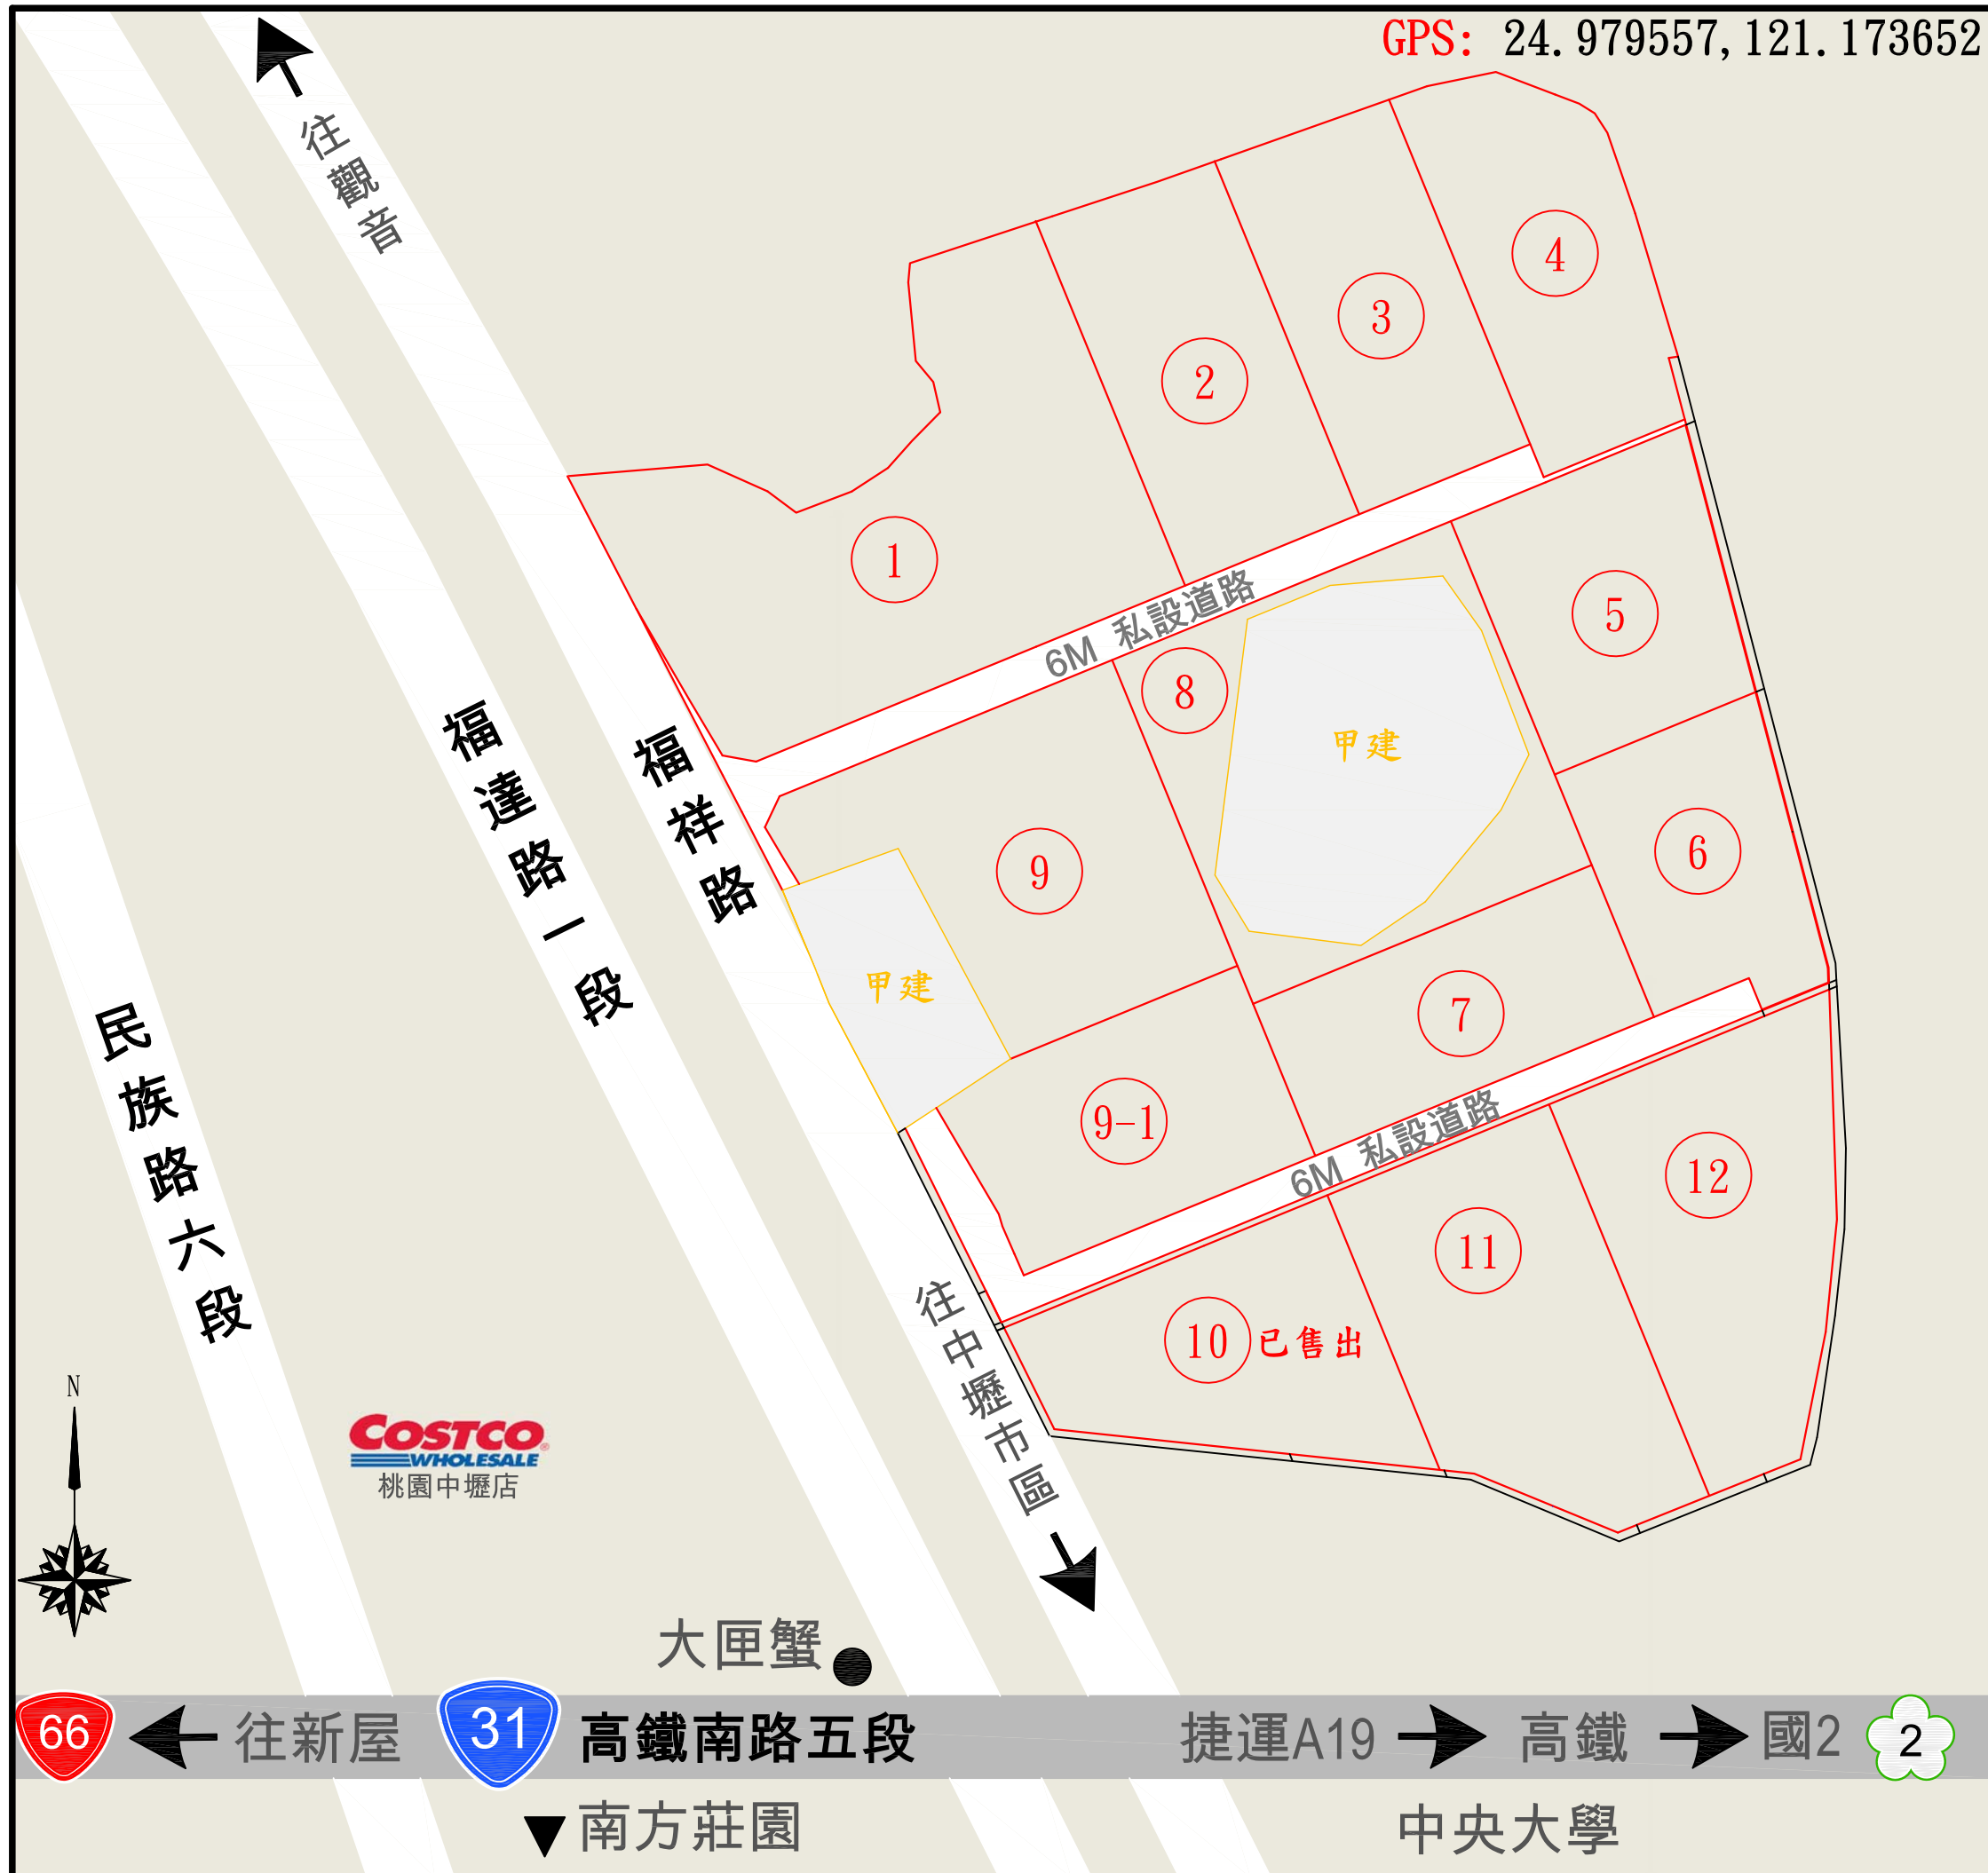 GPS: 24.979557,121.173652
往觀音
4
3
2
1
6M 私設道路
5
8
甲建
福祥路
福達路一段
9
6
甲建
7
民族路六段
9-1
6M 私設道路
12
11
10 已售出
往中壢市區
N
COSTCO
WHOLESALE
桃園中壢店
大匣蟹
66 往新屋 31 高鐵南路五段 捷運A19 高鐵 國2 2
南方莊園
中央大學